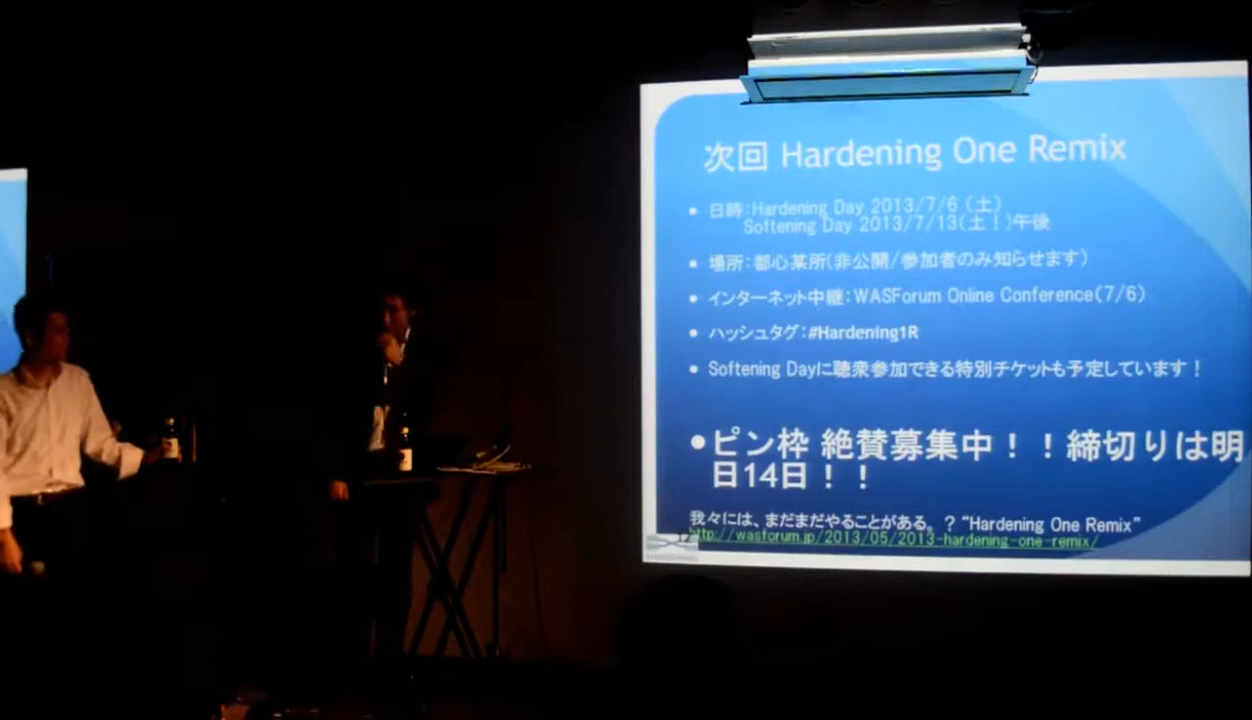 次回 Hardening One Remix
• 日時：Hardening Day 2013/7/6（土）
Softening Day 2013/7/13(土！)午後
• 場所：都心某所(非公開/参加者のみ知らせます)
• インターネット中継：WASForum Online Conference(7/6)
• ハッシュタグ：#Hardening1R
• Softening Dayに聴衆参加できる特別チケットも予定しています！
•ピン枠 絶賛募集中！！締切りは明
日14日！！
我々には、まだまだやることがある。？“Hardening One Remix”
http://wasforum.jp/2013/05/2013-hardening-one-remix/